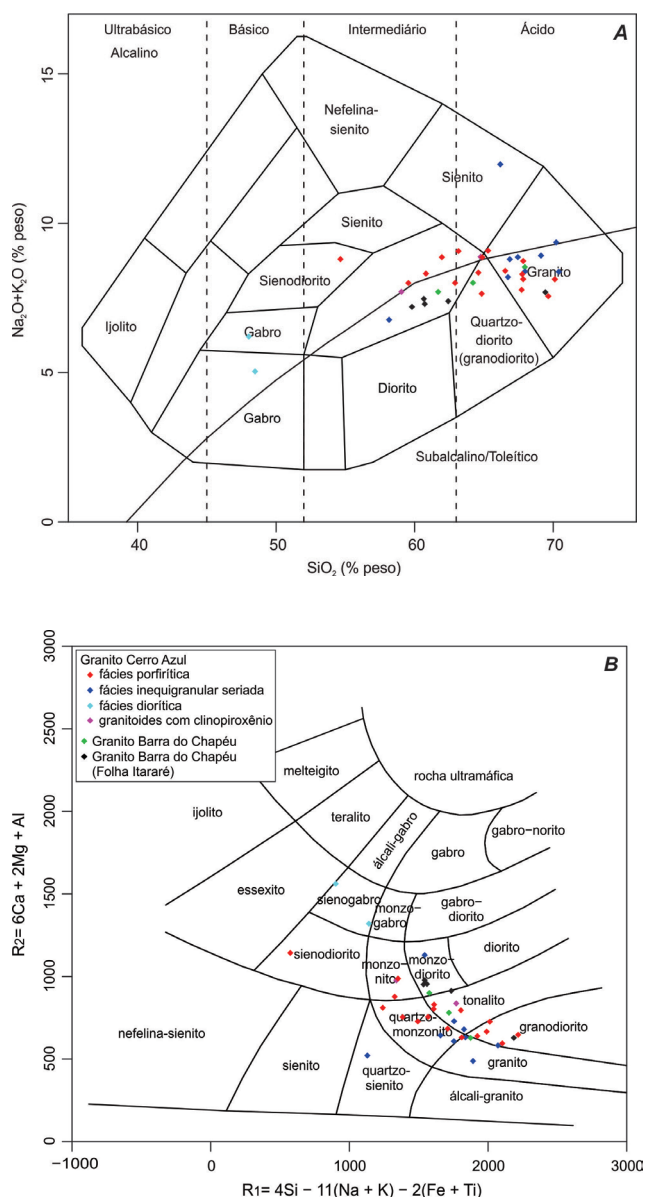 Ultrabásico
Básico
Intermediário
Ácido
A
Alcalino
15
10
5
0
Na₂O+K₂O (% peso)
Nefelina-
sienito
Sienito
Sienito
Sienodiorito
Granito
Ijolito
Gabro
Quartzo-
diorito
(granodiorito)
Diorito
Gabro
Subalcalino/Toleítico
40
50
60
70
SiO₂ (% peso)
B
3000
2500
2000
1500
1000
500
0
R2= 6Ca + 2Mg + Al
Granito Cerro Azul
fácies porfirítica
fácies inequigranular seriada
fácies diorítica
granitoides com clinopiroxênio
Granito Barra do Chapéu
Granito Barra do Chapéu
(Folha Itararé)
melteigito
rocha ultramáfica
ijolito
teralito
álcali-gabro
gabro
gabro−norito
essexito
sienogabro
monzo−
gabro
gabro−
diorito
sienodiorito
monzo−
nito
monzo−
diorito
diorito
tonalito
nefelina−sienito
quartzo−
monzonito
granodiorito
sienito
quartzo-
sienito
granito
álcali-granito
−1000
0
1000
2000
3000
R1= 4Si − 11(Na + K) − 2(Fe + Ti)